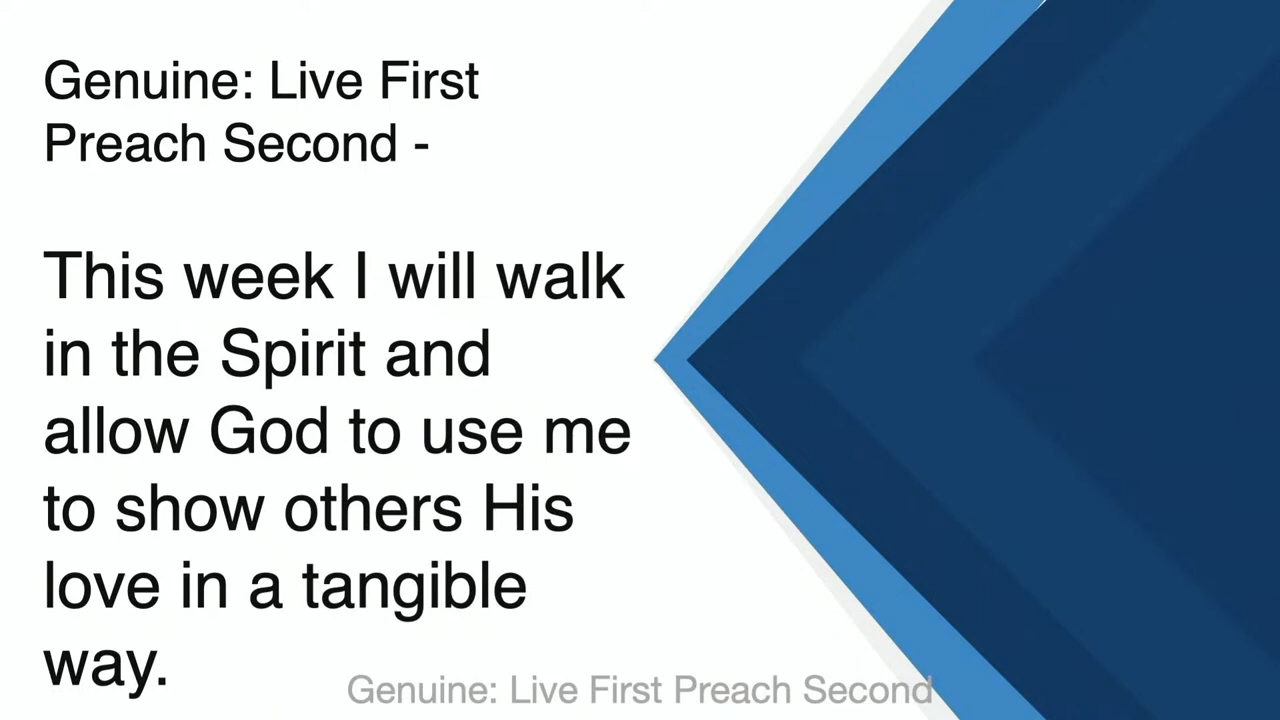 Genuine: Live First
Preach Second -
This week I will walk
in the Spirit and
allow God to use me
to show others His
love in a tangible
way.
Genuine: Live First Preach Second